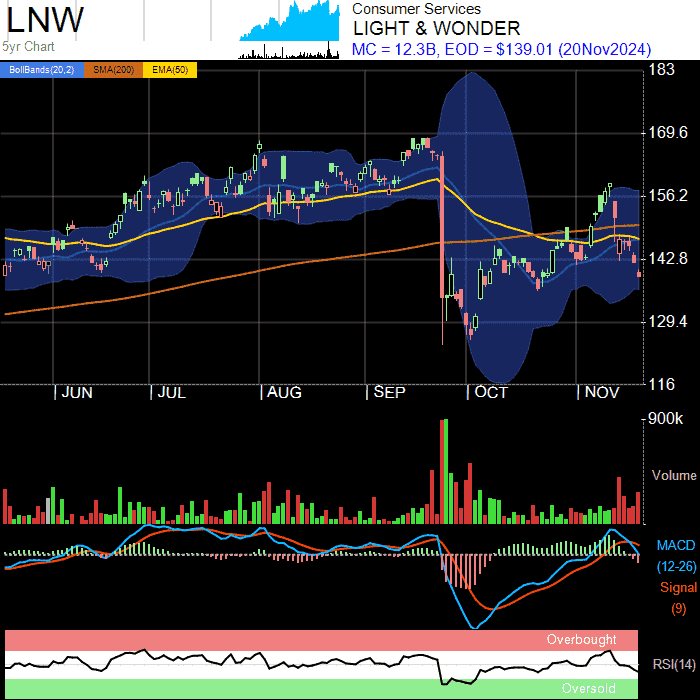 LNW
5yr Chart
Consumer Services
LIGHT & WONDER
MC = 12.3B, EOD = $139.01 (20Nov2024)
BollBands(20,2) SMA(200) EMA(50)
183
169.6
156.2
142.8
129.4
116
| JUN | JUL | AUG | SEP | OCT | NOV
900k
Volume
MACD
(12-26)
Signal
(9)
Overbought
RSI(14)
Oversold